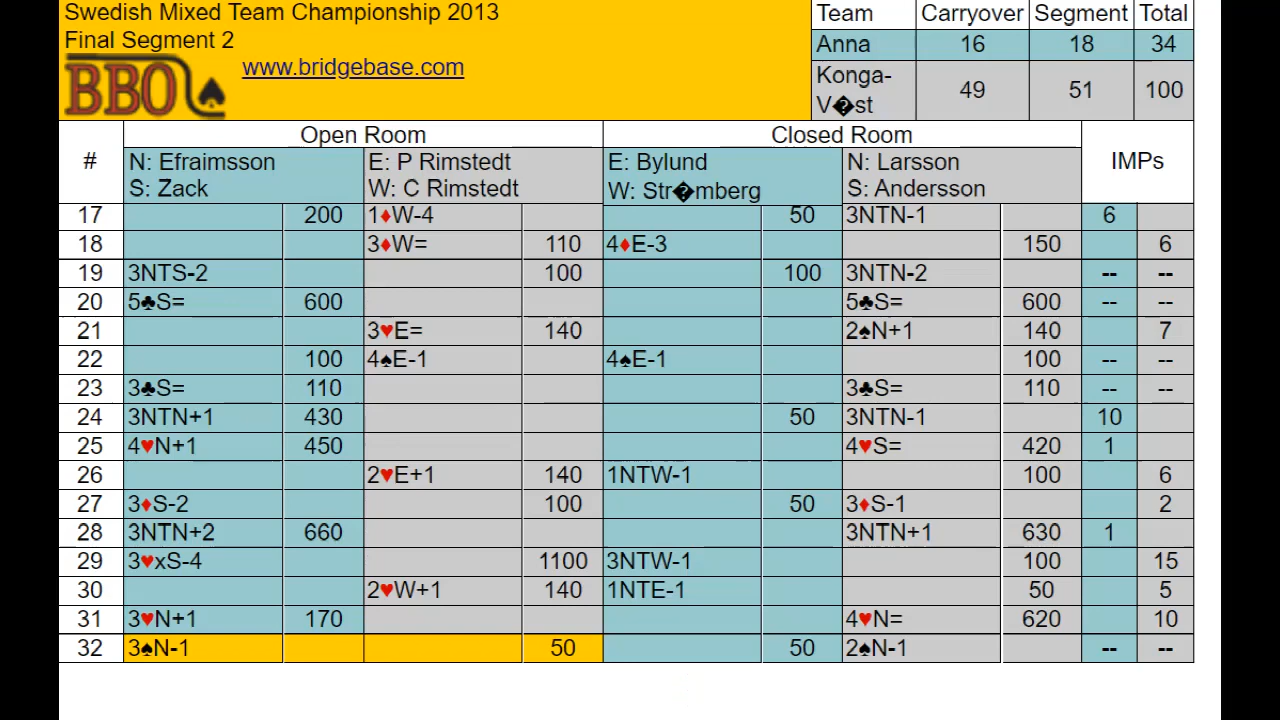 Swedish Mixed Team Championship 2013
Final Segment 2
BBO
www.bridgebase.com
Team Carryover Segment Total
Anna 16 18 34
Konga-
V�st 49 51 100
Open Room Closed Room
# IMPs
N: Efraimsson E: P Rimstedt E: Bylund N: Larsson
S: Zack W: C Rimstedt W: Str�mberg S: Andersson
17 200 1♦W-4 50 3NTN-1 6
18 3♦W= 110 4♦E-3 150 6
19 3NTS-2 100 100 3NTN-2 -- --
20 5♣S= 600 5♣S= 600 -- --
21 3♥E= 140 2♠N+1 140 7
22 100 4♠E-1 4♠E-1 100 -- --
23 3♣S= 110 3♣S= 110 -- --
24 3NTN+1 430 50 3NTN-1 10
25 4♥N+1 450 4♥S= 420 1
26 2♥E+1 140 1NTW-1 100 6
27 3♦S-2 100 50 3♦S-1 2
28 3NTN+2 660 3NTN+1 630 1
29 3♥xS-4 1100 3NTW-1 100 15
30 2♥W+1 140 1NTE-1 50 5
31 3♥N+1 170 4♥N= 620 10
32 3♠N-1 50 50 2♠N-1 -- --